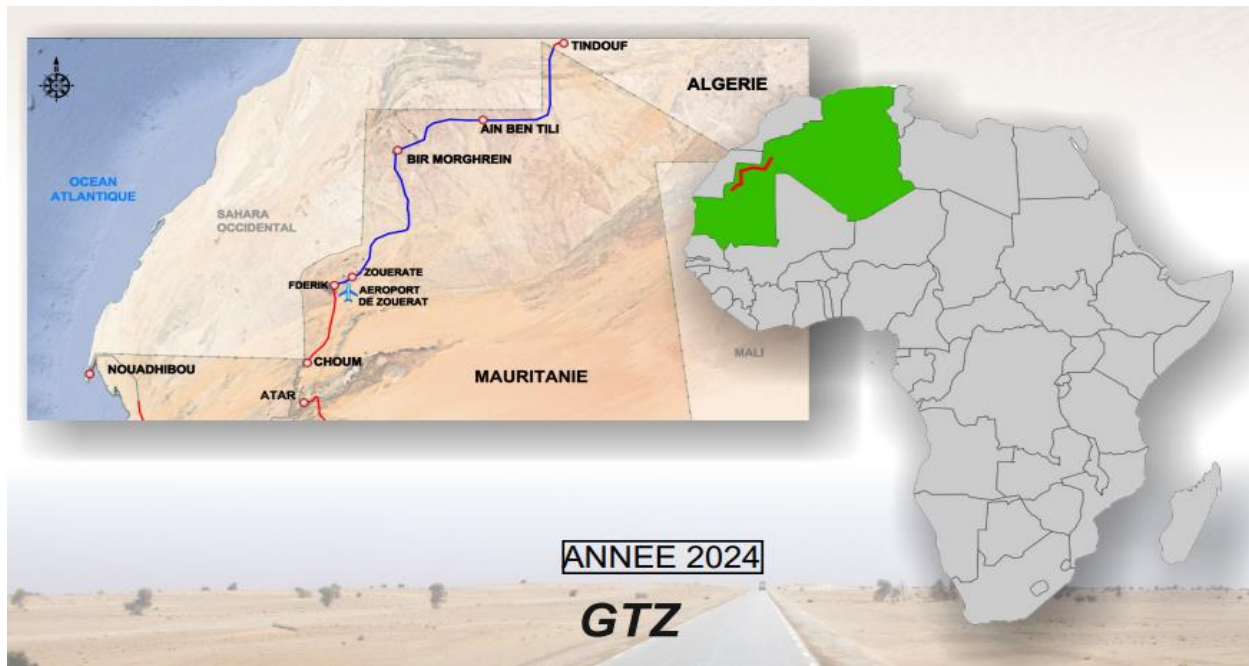 TINDOUF
ALGERIE
AIN BEN TILI
BIR MORGHREIN
OCEAN
ATLANTIQUE
SAHARA
OCCIDENTAL
ZOUERATE
FDERIK
AEROPORT
DE ZOUERAT
MALI
CHOUM
NOUADHIBOU
MAURITANIE
ATAR
ANNEE 2024
GTZ